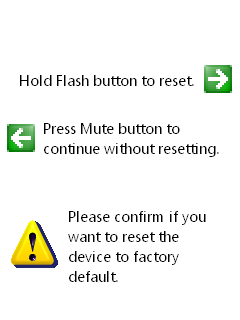 Hold Flash button to reset.
Press Mute button to
continue without resetting.
Please confirm if you
want to reset the
device to factory
default.